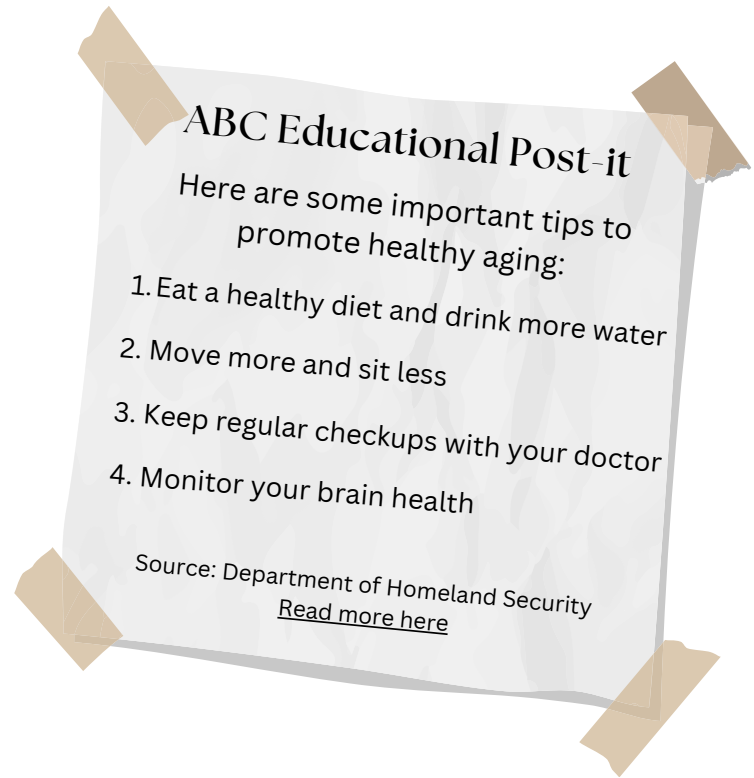 ABC Educational Post-it
Here are some important tips to
promote healthy aging:
1. Eat a healthy diet and drink more water
2. Move more and sit less
3. Keep regular checkups with your doctor
4. Monitor your brain health
Source: Department of Homeland Security
Read more here